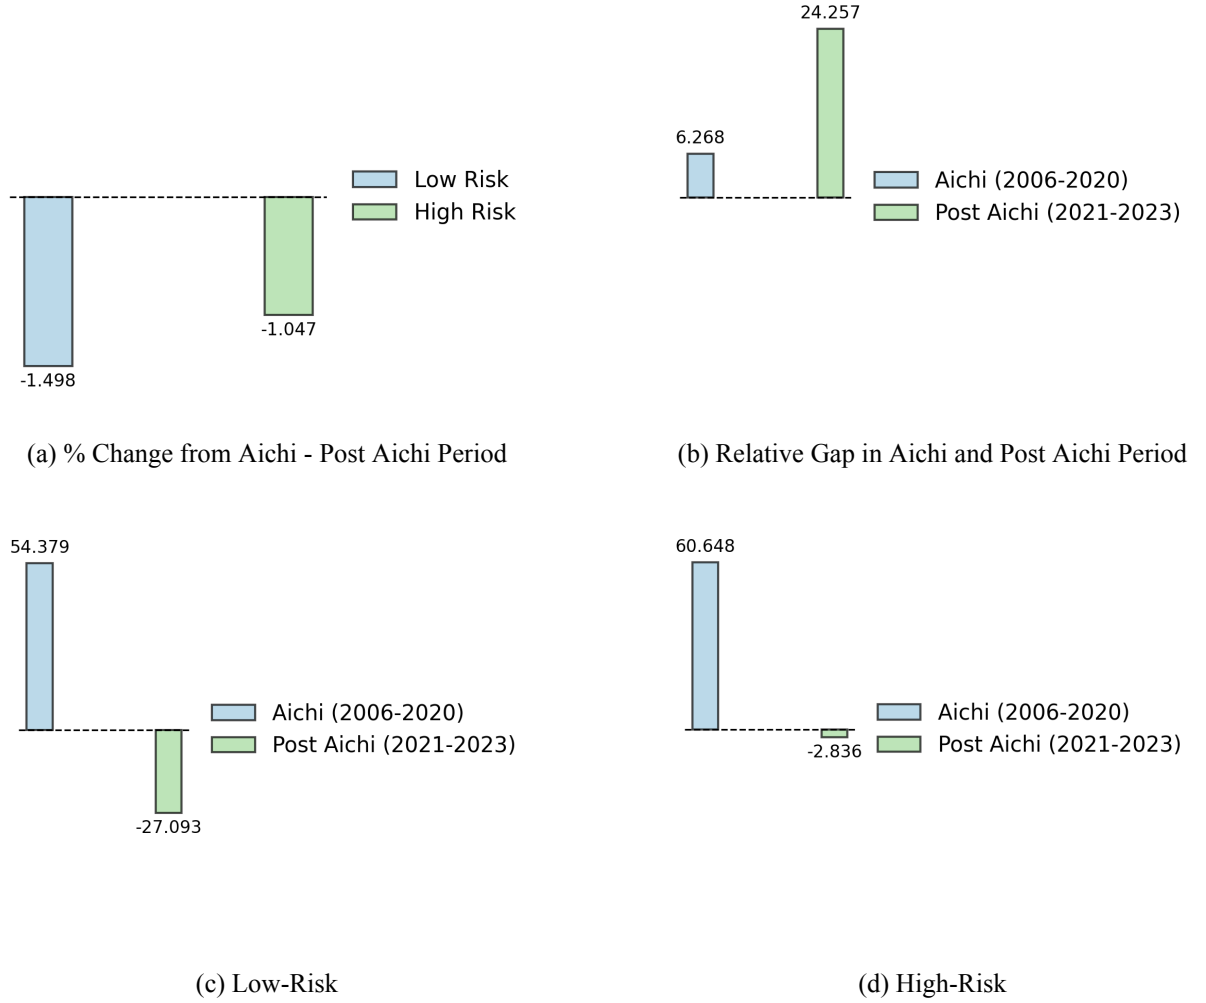 -1.498
-1.047
Low Risk
High Risk
(a) % Change from Aichi - Post Aichi Period
6.268
24.257
Aichi (2006-2020)
Post Aichi (2021-2023)
(b) Relative Gap in Aichi and Post Aichi Period
54.379
-27.093
Aichi (2006-2020)
Post Aichi (2021-2023)
(c) Low-Risk
60.648
-2.836
Aichi (2006-2020)
Post Aichi (2021-2023)
(d) High-Risk